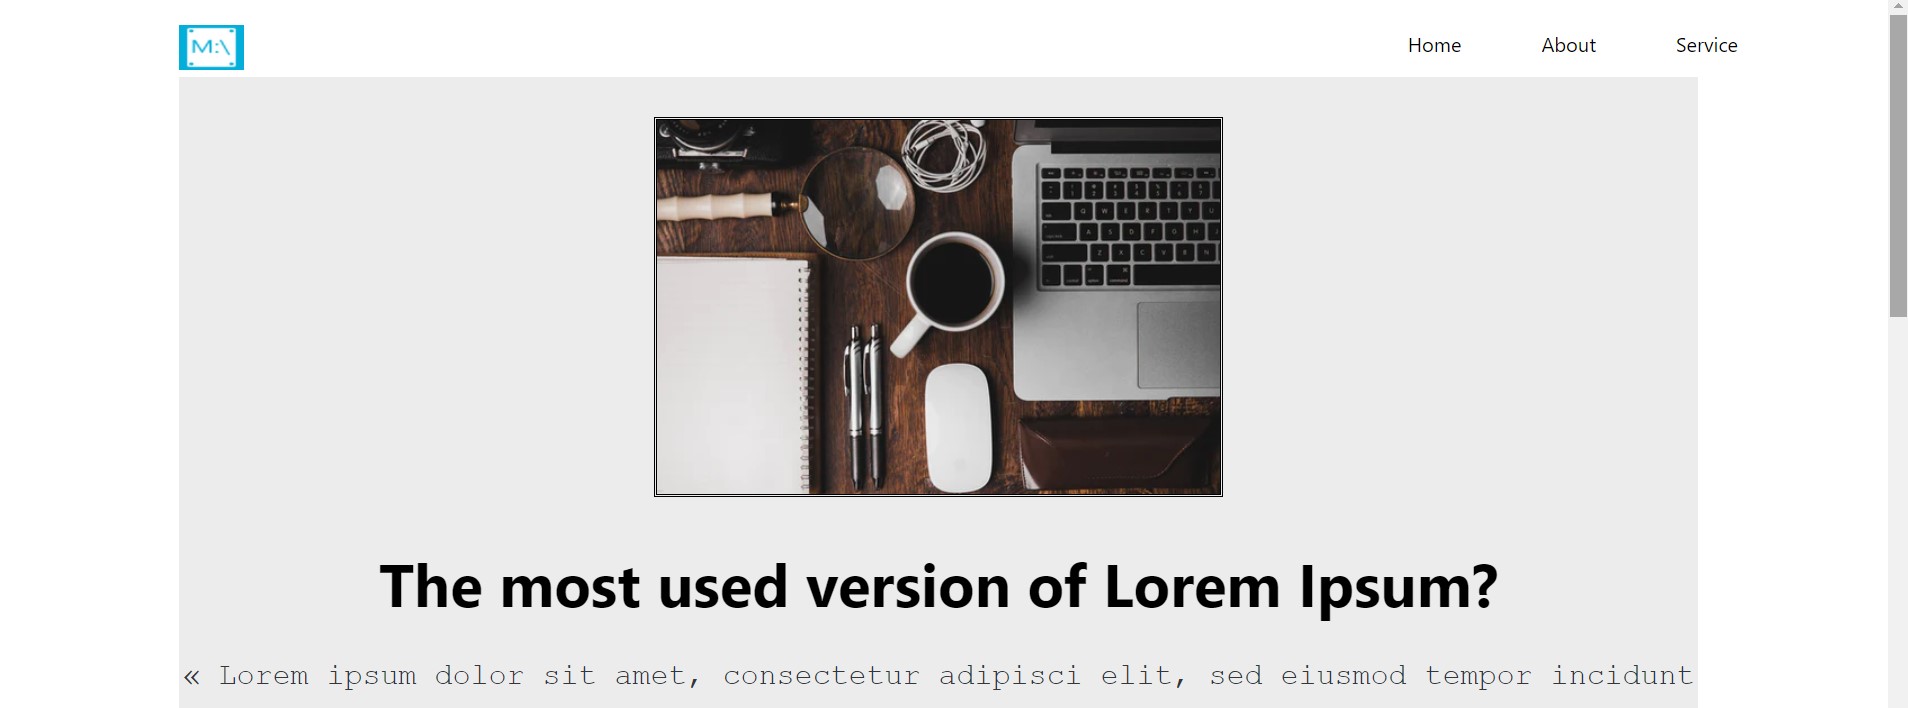 M:\
Home About Service
The most used version of Lorem Ipsum?
« Lorem ipsum dolor sit amet, consectetur adipisci elit, sed eiusmod tempor incidunt